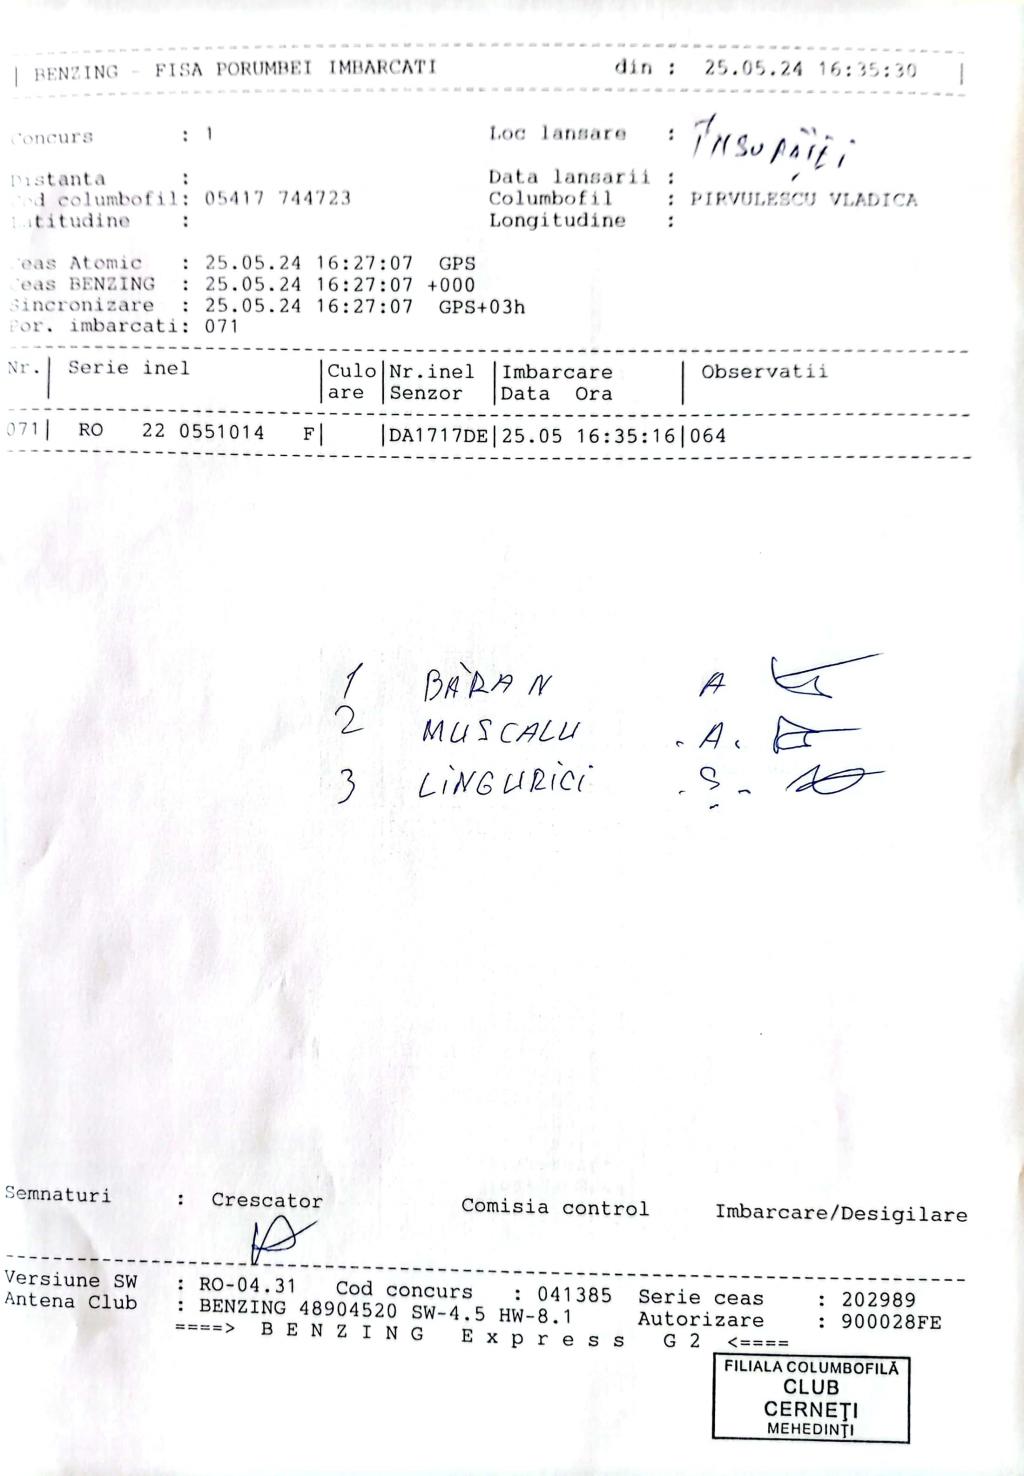 | BENZING - FISA PORUMBEI IMBARCATI din : 25.05.24 16:35:30 |
Concurs : 1 Loc lansare : ÎNSURĂȚEI
Distanta : Data lansarii :
Cod columbofil: 05417 744723 Columbofil : PIRVULESCU VLADICA
Latitudine : Longitudine :
Ceas Atomic : 25.05.24 16:27:07 GPS
Ceas BENZING : 25.05.24 16:27:07 +000
Sincronizare : 25.05.24 16:27:07 GPS+03h
Por. imbarcati: 071
Nr.| Serie inel |Culo|Nr.inel |Imbarcare | Observatii
| |are |Senzor |Data Ora |
071| RO 22 0551014 F| |DA1717DE|25.05 16:35:16|064
1 BĂRAN A
2 MUSCALU .A.
3 LINGURICI .Ș.
Semnaturi : Crescator Comisia control Imbarcare/Desigilare
Versiune SW : RO-04.31 Cod concurs : 041385 Serie ceas : 202989
Antena Club : BENZING 48904520 SW-4.5 HW-8.1 Autorizare : 900028FE
====> B E N Z I N G E x p r e s s G 2 <====
FILIALA COLUMBOFILĂ
CLUB
CERNEȚI
MEHEDINȚI